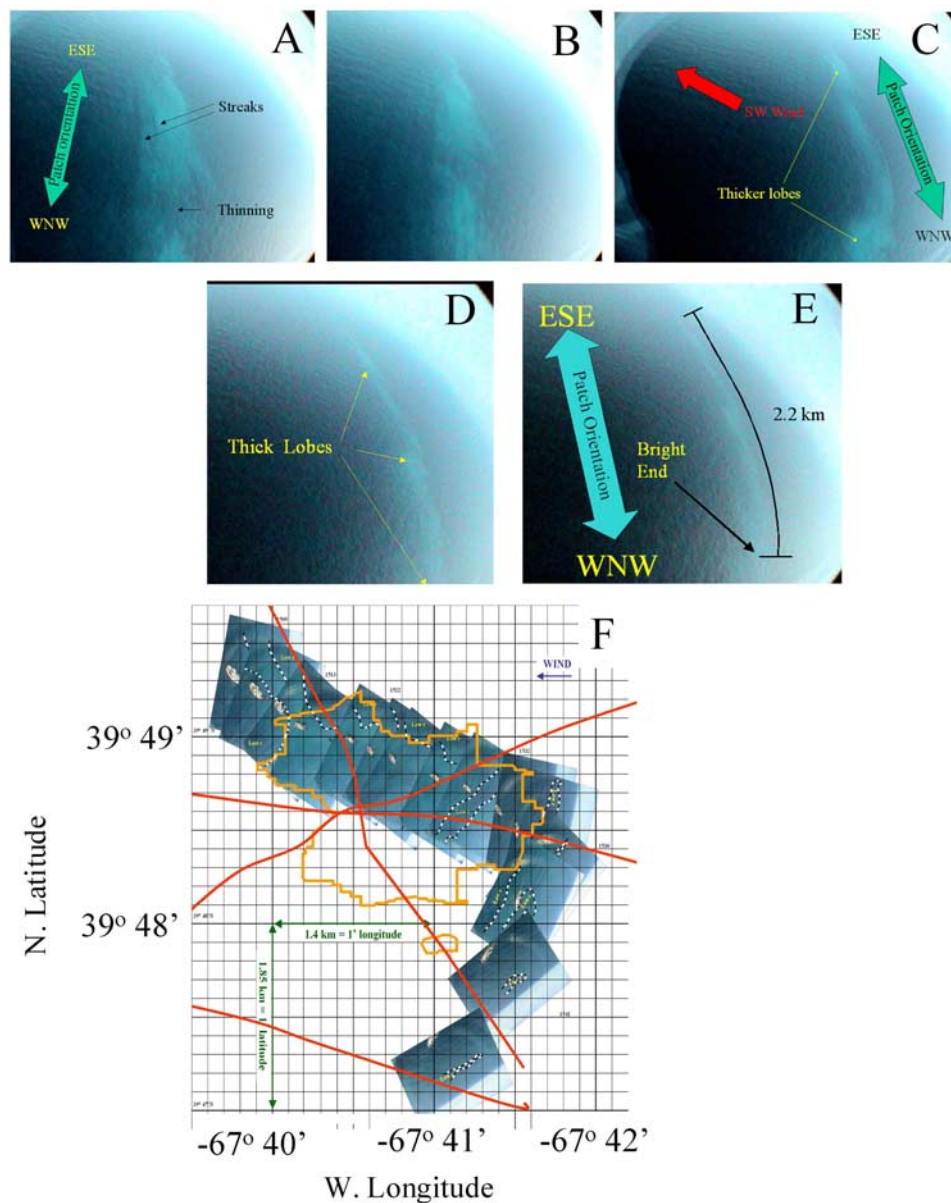 A
ESE
Patch orientation
WNW
Streaks
Thinning
B
C
ESE
SW Wind
Patch Orientation
Thicker lobes
WNW
D
Thick Lobes
E
ESE
Patch Orientation
WNW
Bright
End
2.2 km
F
WIND
39° 49'
39° 48'
N. Latitude
1.4 km = 1' longitude
1.85 km = 1' latitude
-67° 40'
-67° 41'
-67° 42'
W. Longitude